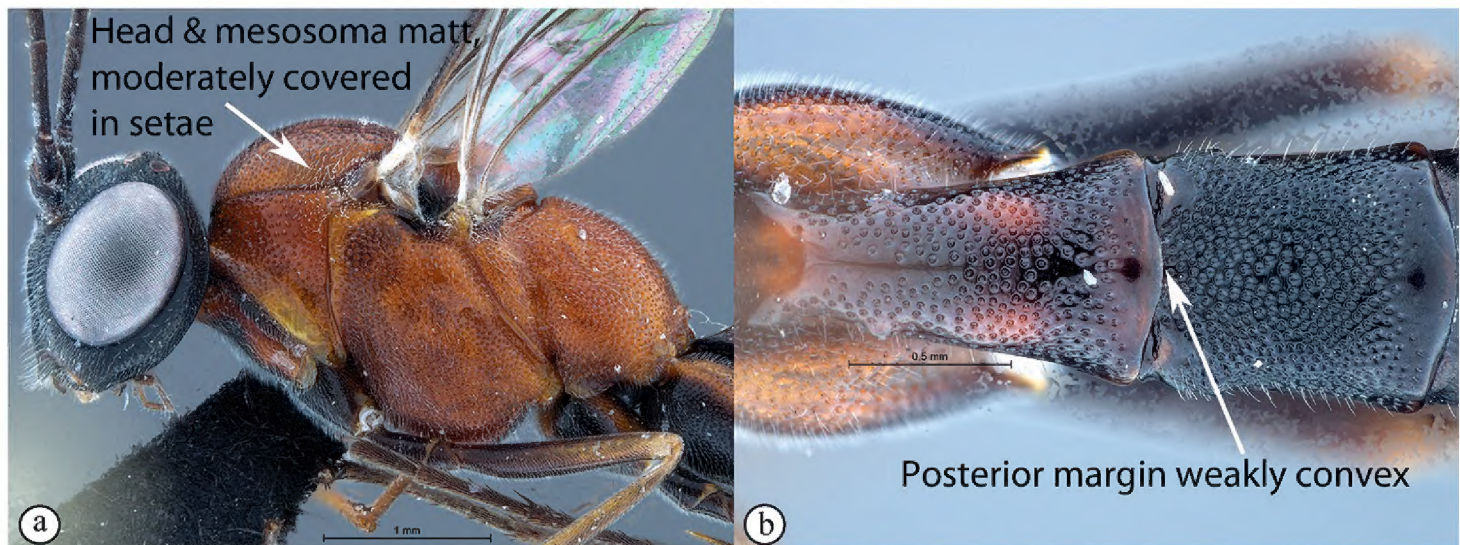 Head & mesosoma matt,
moderately covered
in setae
1 mm
a
0.5 mm
Posterior margin weakly convex
b